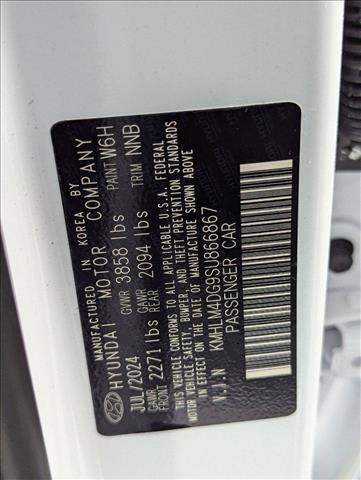 MANUFACTURED IN KOREA BY
HYUNDAI MOTOR COMPANY
JUL/2024 GVWR 3858 lbs PAINT W6H
GAWR FRONT 2271 lbs GAWR REAR 2094 lbs TRIM NNB
THIS VEHICLE CONFORMS TO ALL APPLICABLE U.S.A. FEDERAL
MOTOR VEHICLE SAFETY, BUMPER, AND THEFT PREVENTION STANDARDS
IN EFFECT ON THE DATE OF MANUFACTURE SHOWN ABOVE
KMHLM4DG9SU866867
PASSENGER CAR